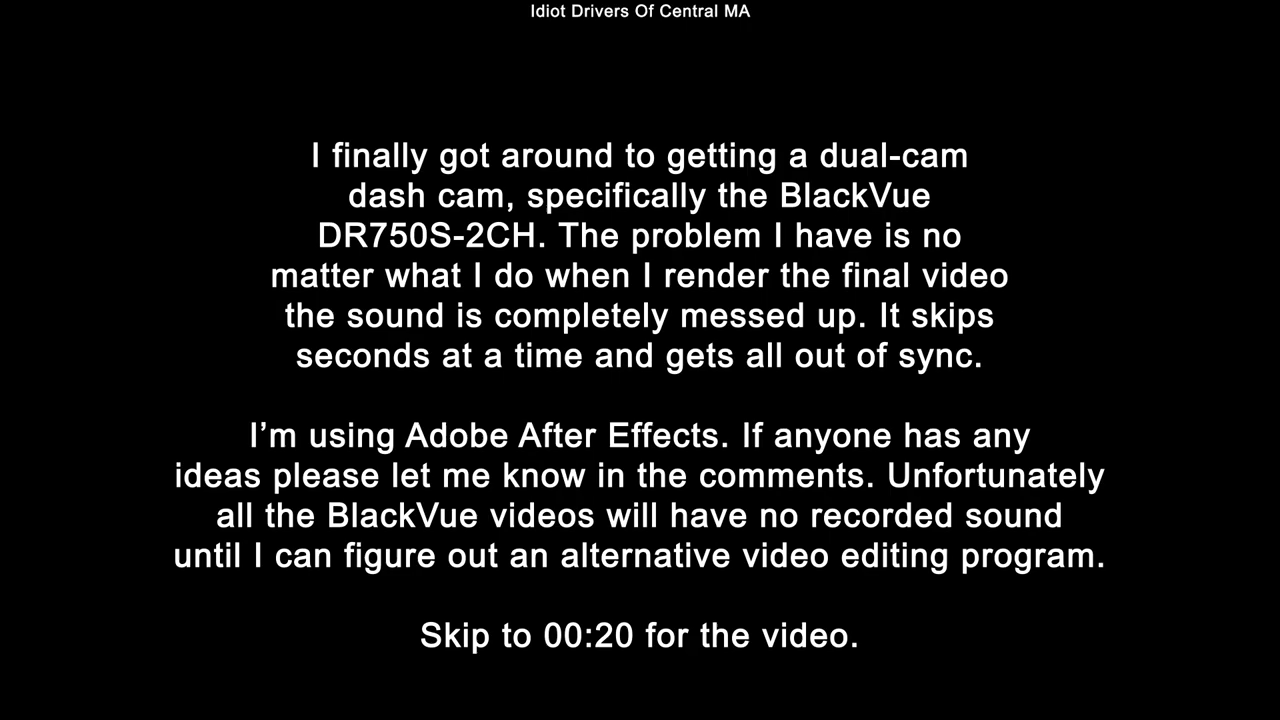 Idiot Drivers Of Central MA
I finally got around to getting a dual-cam
dash cam, specifically the BlackVue
DR750S-2CH. The problem I have is no
matter what I do when I render the final video
the sound is completely messed up. It skips
seconds at a time and gets all out of sync.
I’m using Adobe After Effects. If anyone has any
ideas please let me know in the comments. Unfortunately
all the BlackVue videos will have no recorded sound
until I can figure out an alternative video editing program.
Skip to 00:20 for the video.